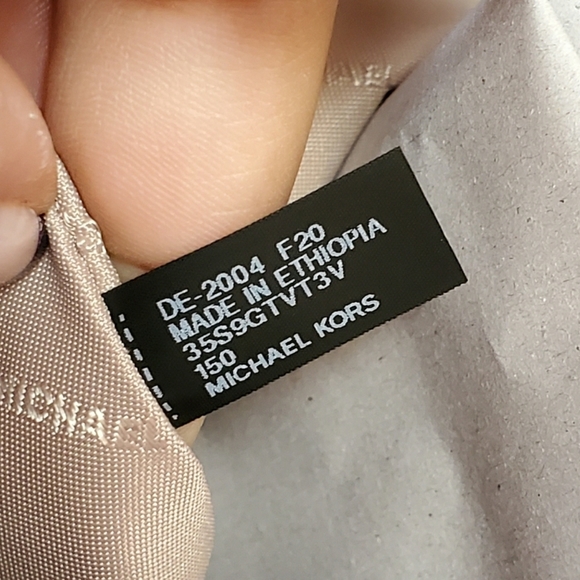 DE-2004 F20
MADE IN ETHIOPIA
35S9GTVT3V
150
MICHAEL KORS